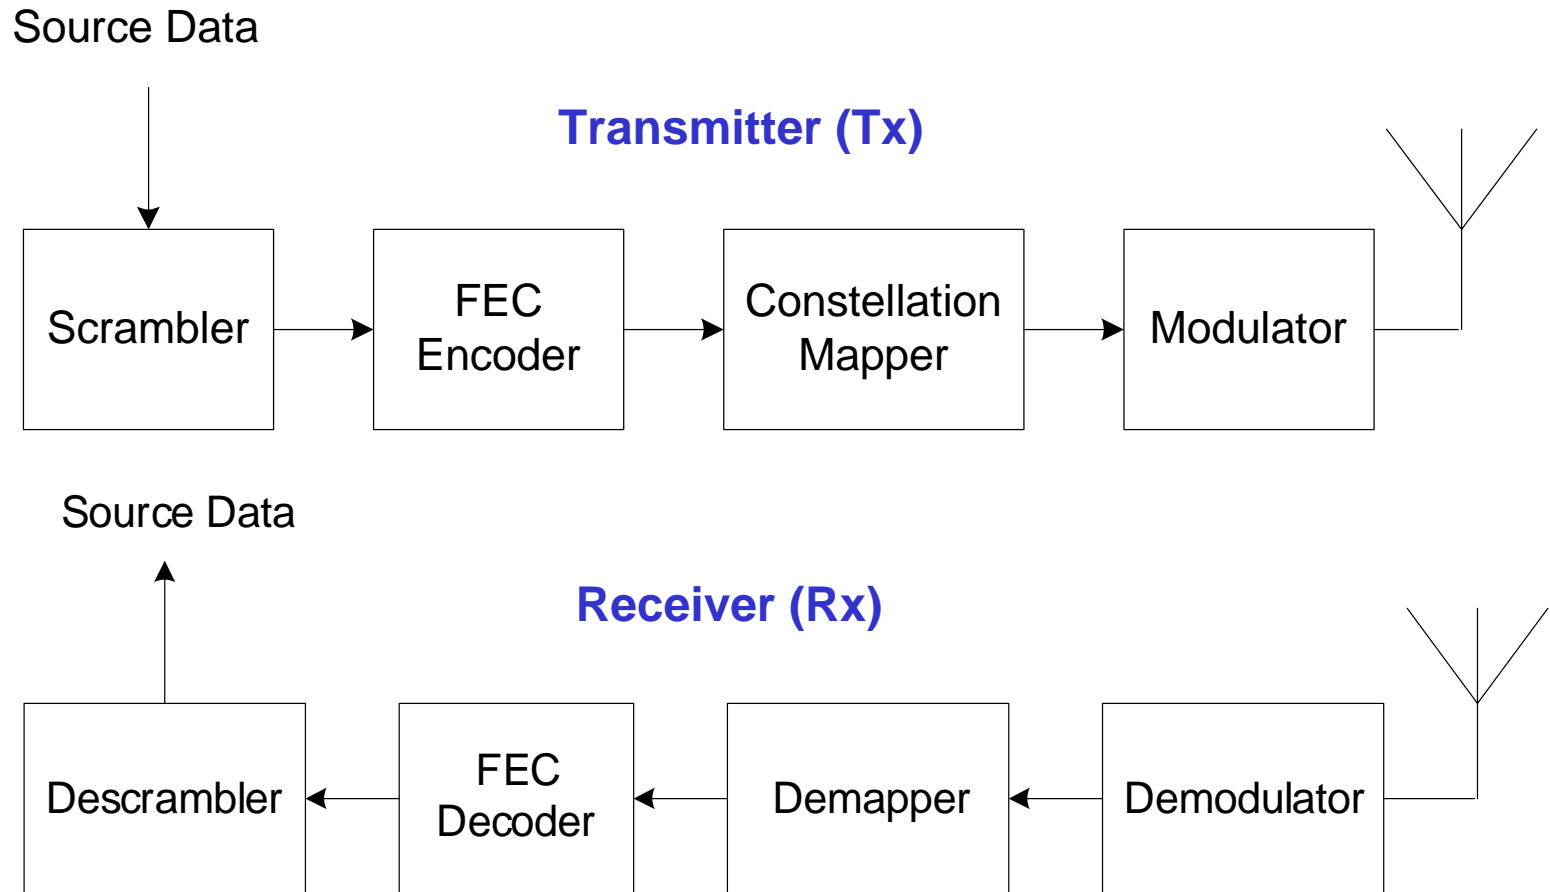 Source Data
Transmitter (Tx)
Scrambler
FEC
Encoder
Constellation
Mapper
Modulator
Source Data
Receiver (Rx)
Descrambler
FEC
Decoder
Demapper
Demodulator